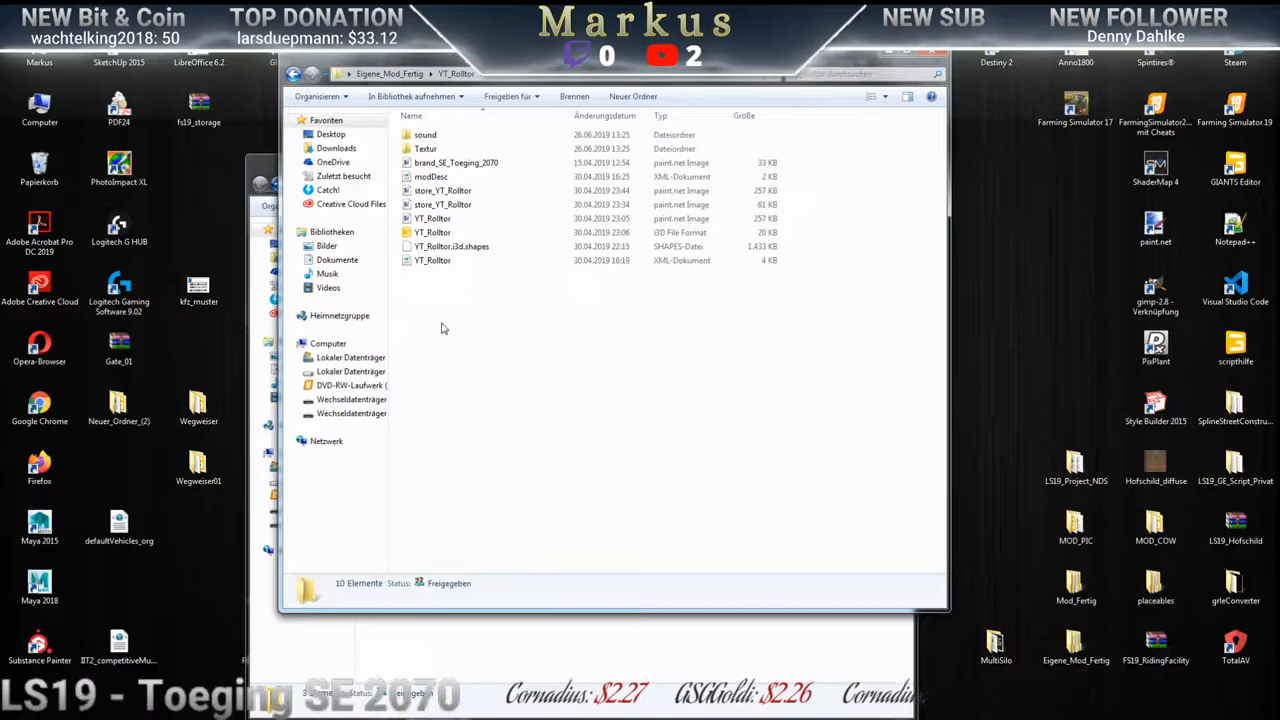 NEW Bit & Coin
wachtelking2018: 50
TOP DONATION
larsduepmann: $33.12
Markus
0
2
NEW SUB
NEW FOLLOWER
Denny Dahlke
Markus
SketchUp 2015
LibreOffice 6.2
Destiny 2
Anno1800
Spintires®
Steam
Eigene_Mod_Fertig
YT_Rolltor
Organisieren
In Bibliothek aufnehmen
Freigeben für
Brennen
Neuer Ordner
Name
Änderungsdatum
Typ
Größe
sound 26.06.2019 13:25 Dateiordner
Textur 26.06.2019 13:25 Dateiordner
brand_SE_Toeging_2070 15.04.2019 12:54 paint.net Image 33 KB
modDesc 30.04.2019 16:25 XML-Dokument 2 KB
store_YT_Rolltor 30.04.2019 23:44 paint.net Image 257 KB
store_YT_Rolltor 30.04.2019 23:34 paint.net Image 61 KB
YT_Rolltor 30.04.2019 23:05 paint.net Image 257 KB
YT_Rolltor 30.04.2019 23:06 i3D File Format 20 KB
YT_Rolltor.i3d.shapes 30.04.2019 22:15 SHAPES-Datei 1.433 KB
YT_Rolltor 30.04.2019 16:19 XML-Dokument 4 KB
Favoriten
Desktop
Downloads
OneDrive
Zuletzt besucht
Catch!
Creative Cloud Files
Bibliotheken
Bilder
Dokumente
Musik
Videos
Heimnetzgruppe
Computer
Lokaler Datenträger
Lokaler Datenträger
DVD-RW-Laufwerk (
Wechseldatenträger
Wechseldatenträger
Netzwerk
10 Elemente Status: Freigegeben
Computer
PDF24
fs19_storage
Papierkorb
PhotoImpact XL
Adobe Acrobat Pro
DC 2019
Logitech G HUB
Adobe Creative Cloud
Logitech Gaming
Software 9.02
kfz_muster
Opera-Browser
Gate_01
Google Chrome
Neuer_Ordner_(2)
Wegweiser
Firefox
Wegweiser01
Maya 2015
defaultVehicles_org
Maya 2018
Substance Painter
IIT2_competitiveMu...
Farming Simulator 17
FarmingSimulator2...
mit Cheats
Farming Simulator 19
ShaderMap 4
GIANTS Editor
paint.net
Notepad++
gimp-2.8 -
Verknüpfung
Visual Studio Code
PixPlant
scripthilfe
Style Builder 2015
SplineStreetConstru...
LS19_Project_NDS
Hofschild_diffuse
LS19_GE_Script_Privat
MOD_PIC
MOD_COW
LS19_Hofschild
Mod_Fertig
placeables
grleConverter
MultiSilo
Eigene_Mod_Fertig
FS19_RidingFacility
TotalAV
LS19 - Toeging SE 2070
Cornadius: $2.27
GSGGoldi: $2.26